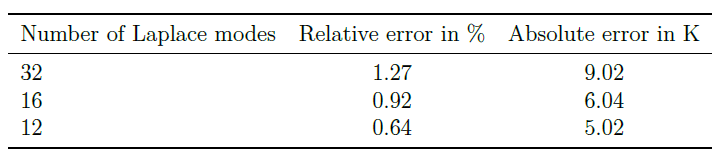 Number of Laplace modes Relative error in % Absolute error in K
32 1.27 9.02
16 0.92 6.04
12 0.64 5.02